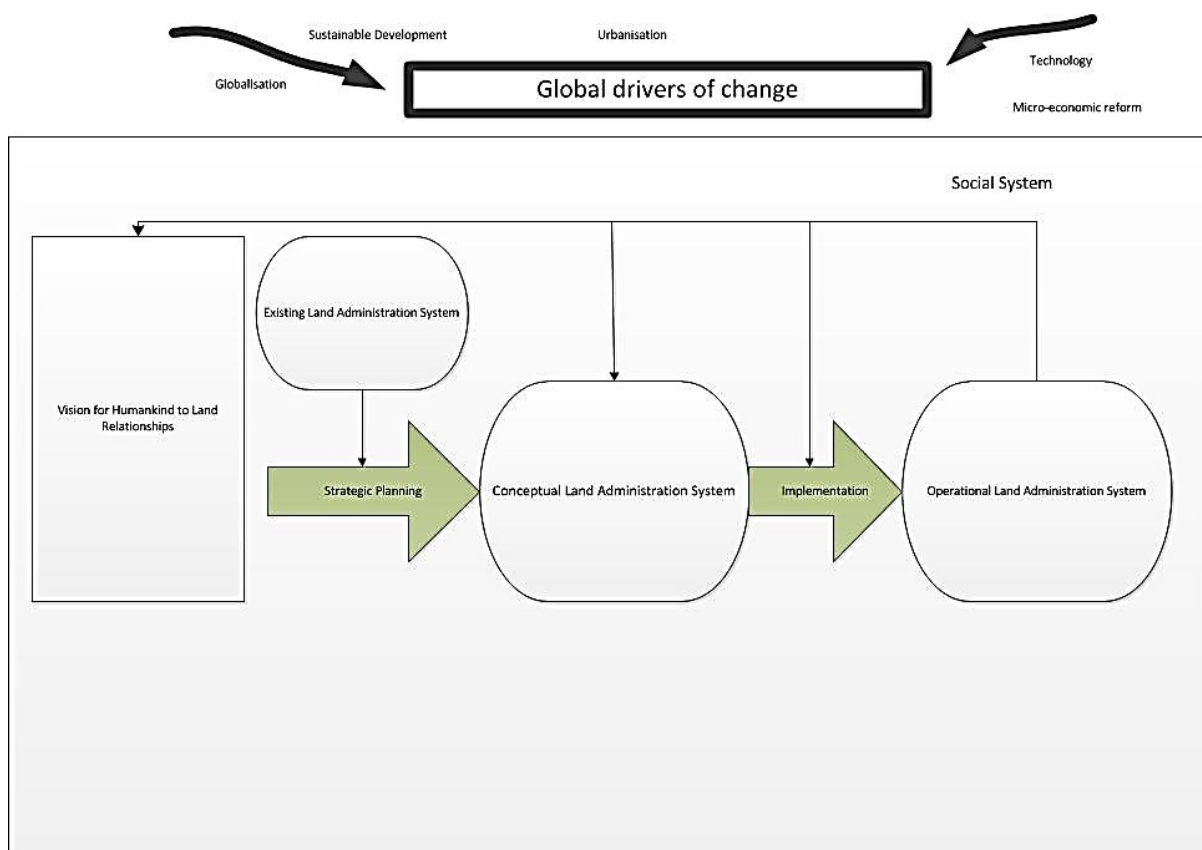 Sustainable Development
Urbanisation
Globalisation
Global drivers of change
Technology
Micro-economic reform
Social System
Existing Land Administration System
Vision for Humankind to Land
Relationships
Strategic Planning
Conceptual Land Administration System
Implementation
Operational Land Administration System